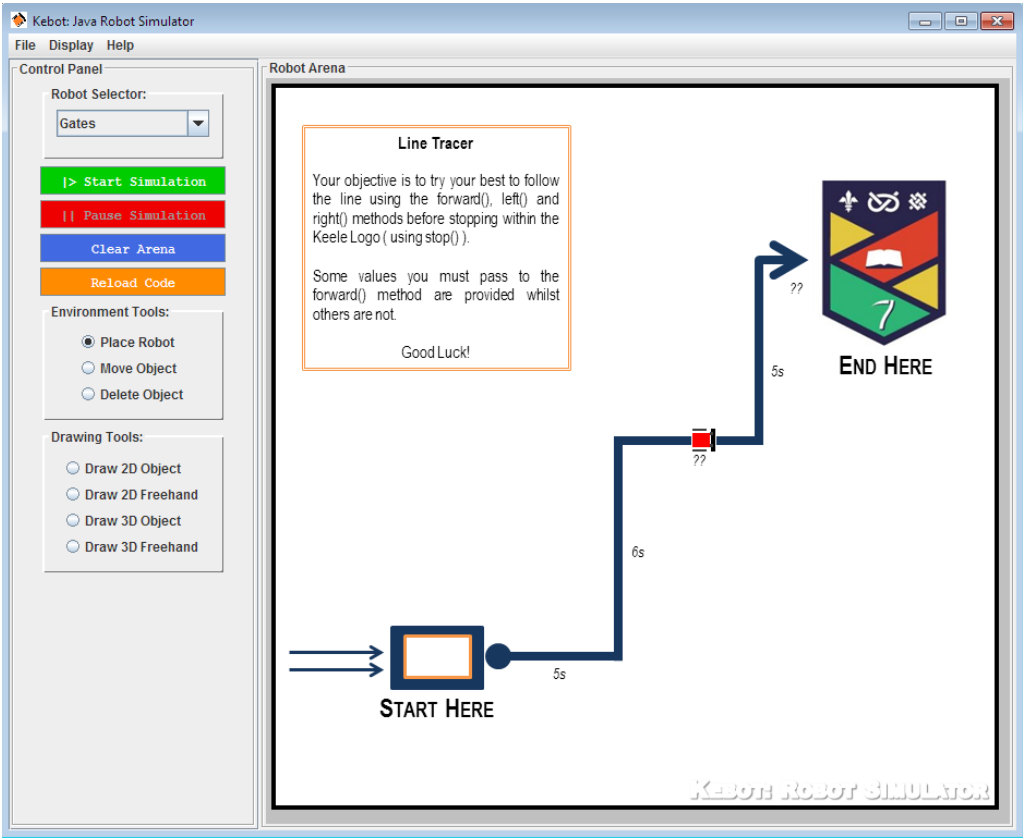 Kebot: Java Robot Simulator
File Display Help
Control Panel
Robot Selector:
Gates
|> Start Simulation
|| Pause Simulation
Clear Arena
Reload Code
Environment Tools:
Place Robot
Move Object
Delete Object
Drawing Tools:
Draw 2D Object
Draw 2D Freehand
Draw 3D Object
Draw 3D Freehand
Robot Arena
Line Tracer
Your objective is to try your best to follow
the line using the forward(), left() and
right() methods before stopping within the
Keele Logo ( using stop() ).
Some values you must pass to the
forward() method are provided whilst
others are not.
Good Luck!
??
END HERE
5s
??
6s
5s
START HERE
KEBOT: ROBOT SIMULATOR